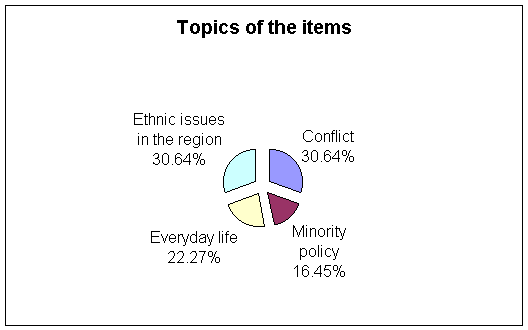 Topics of the items
Ethnic issues
in the region
30.64%
Conflict
30.64%
Everyday life
22.27%
Minority
policy
16.45%